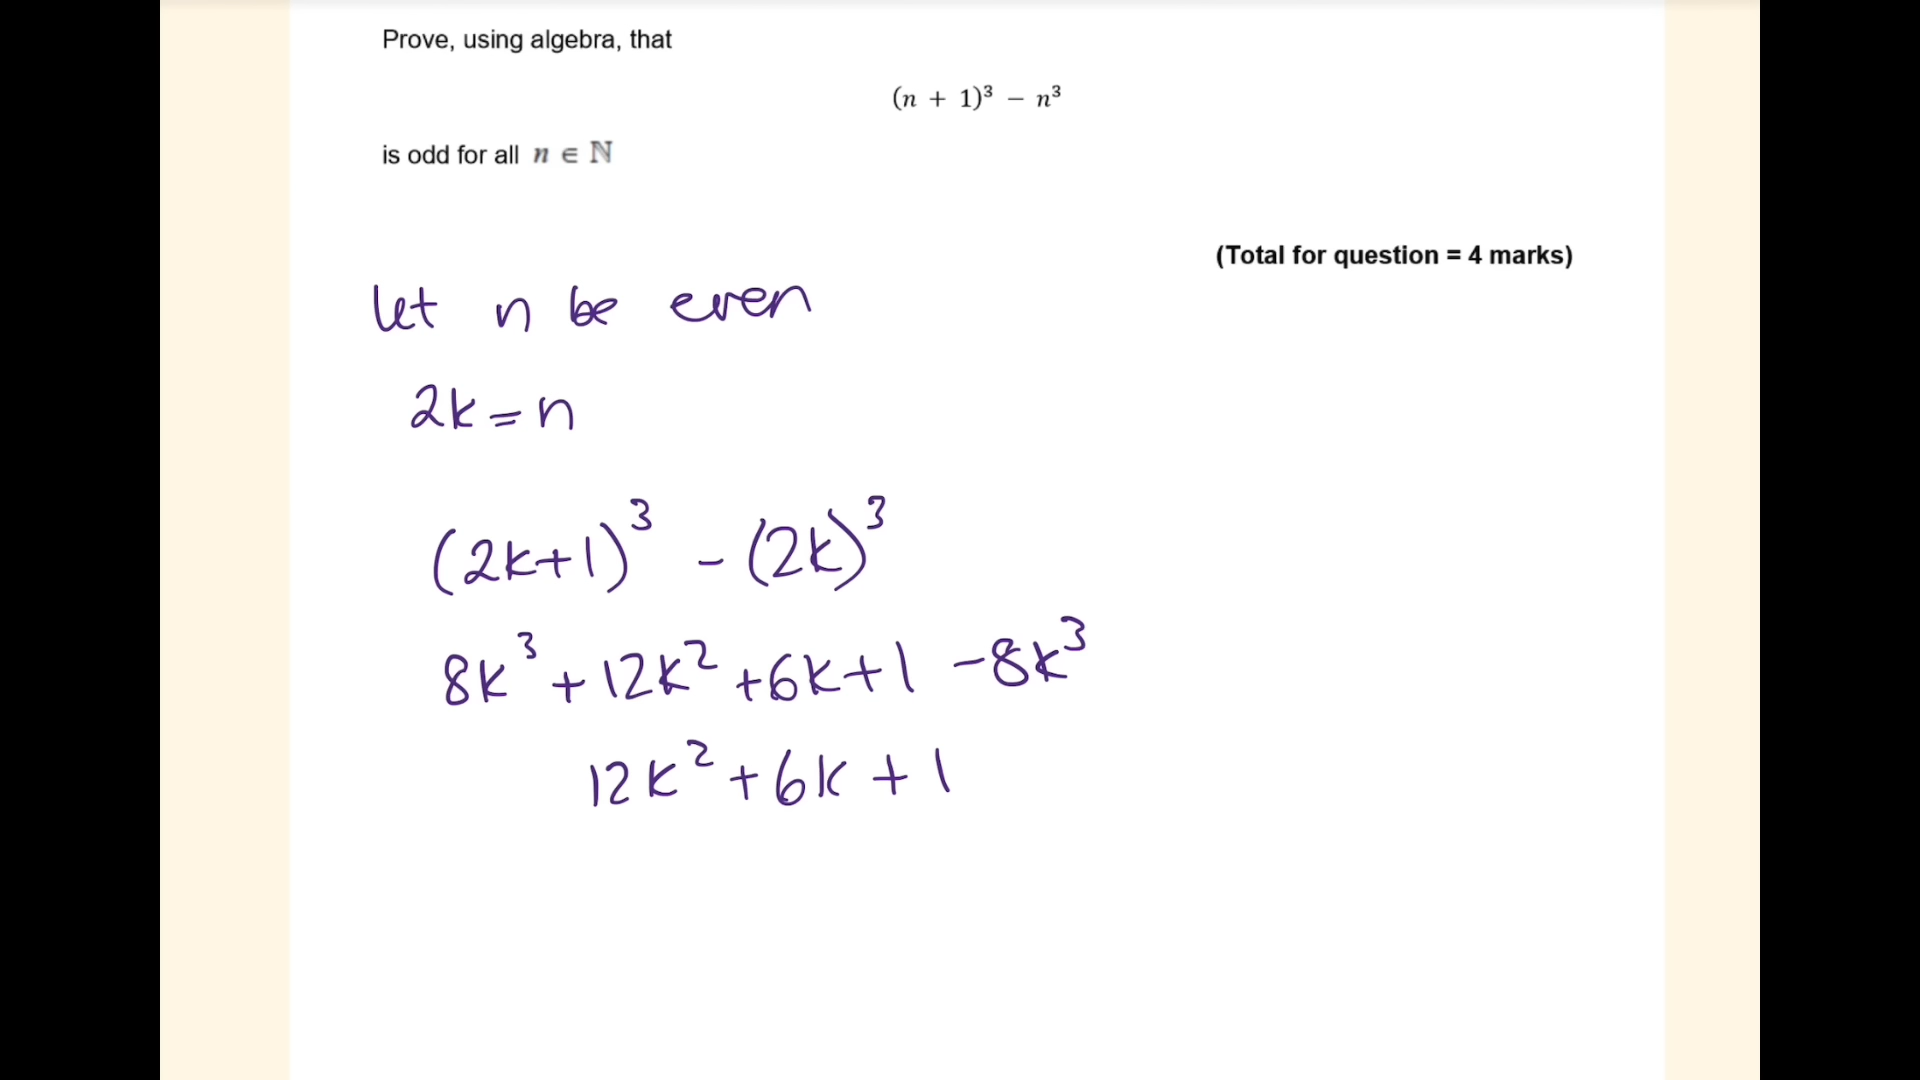 Prove, using algebra, that
(n + 1)³ − n³
is odd for all n ∈ ℕ
(Total for question = 4 marks)
let n be even
2k = n
(2k+1)³ - (2k)³
8k³ + 12k² + 6k + 1 - 8k³
12k² + 6k + 1